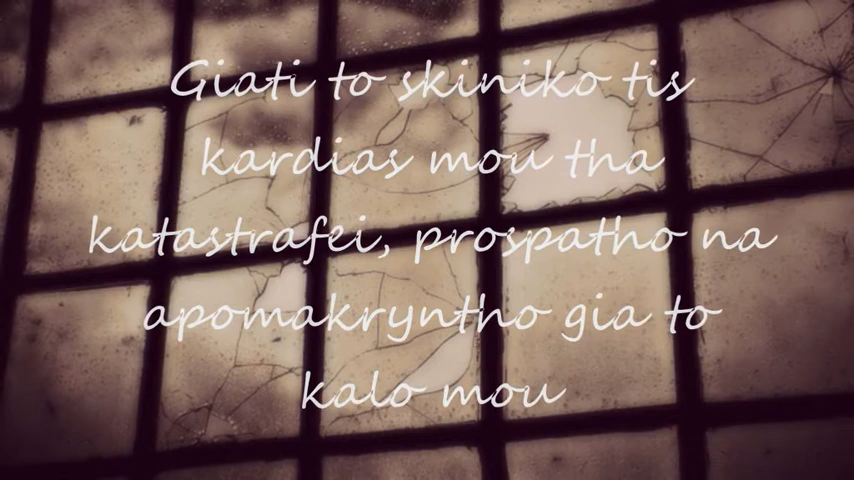 Giati to skiniko tis
kardias mou tha
katastrafei, prospatho na
apomakryntho gia to
kalo mou